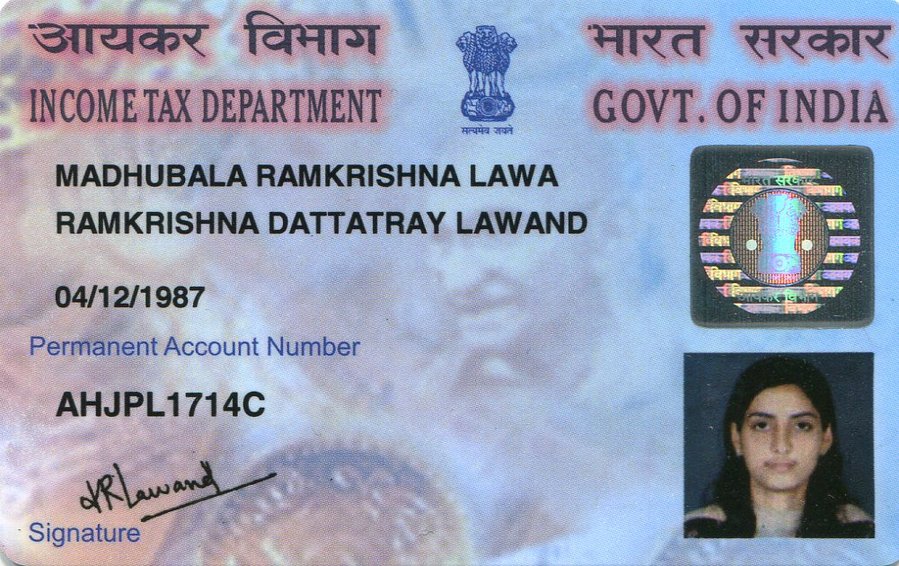 आयकर विभाग
भारत सरकार
INCOME TAX DEPARTMENT
GOVT. OF INDIA
सत्यमेव जयते
MADHUBALA RAMKRISHNA LAWA
RAMKRISHNA DATTATRAY LAWAND
04/12/1987
Permanent Account Number
AHJPL1714C
Lawand
Signature
भारत सरकार
आयकर विभाग